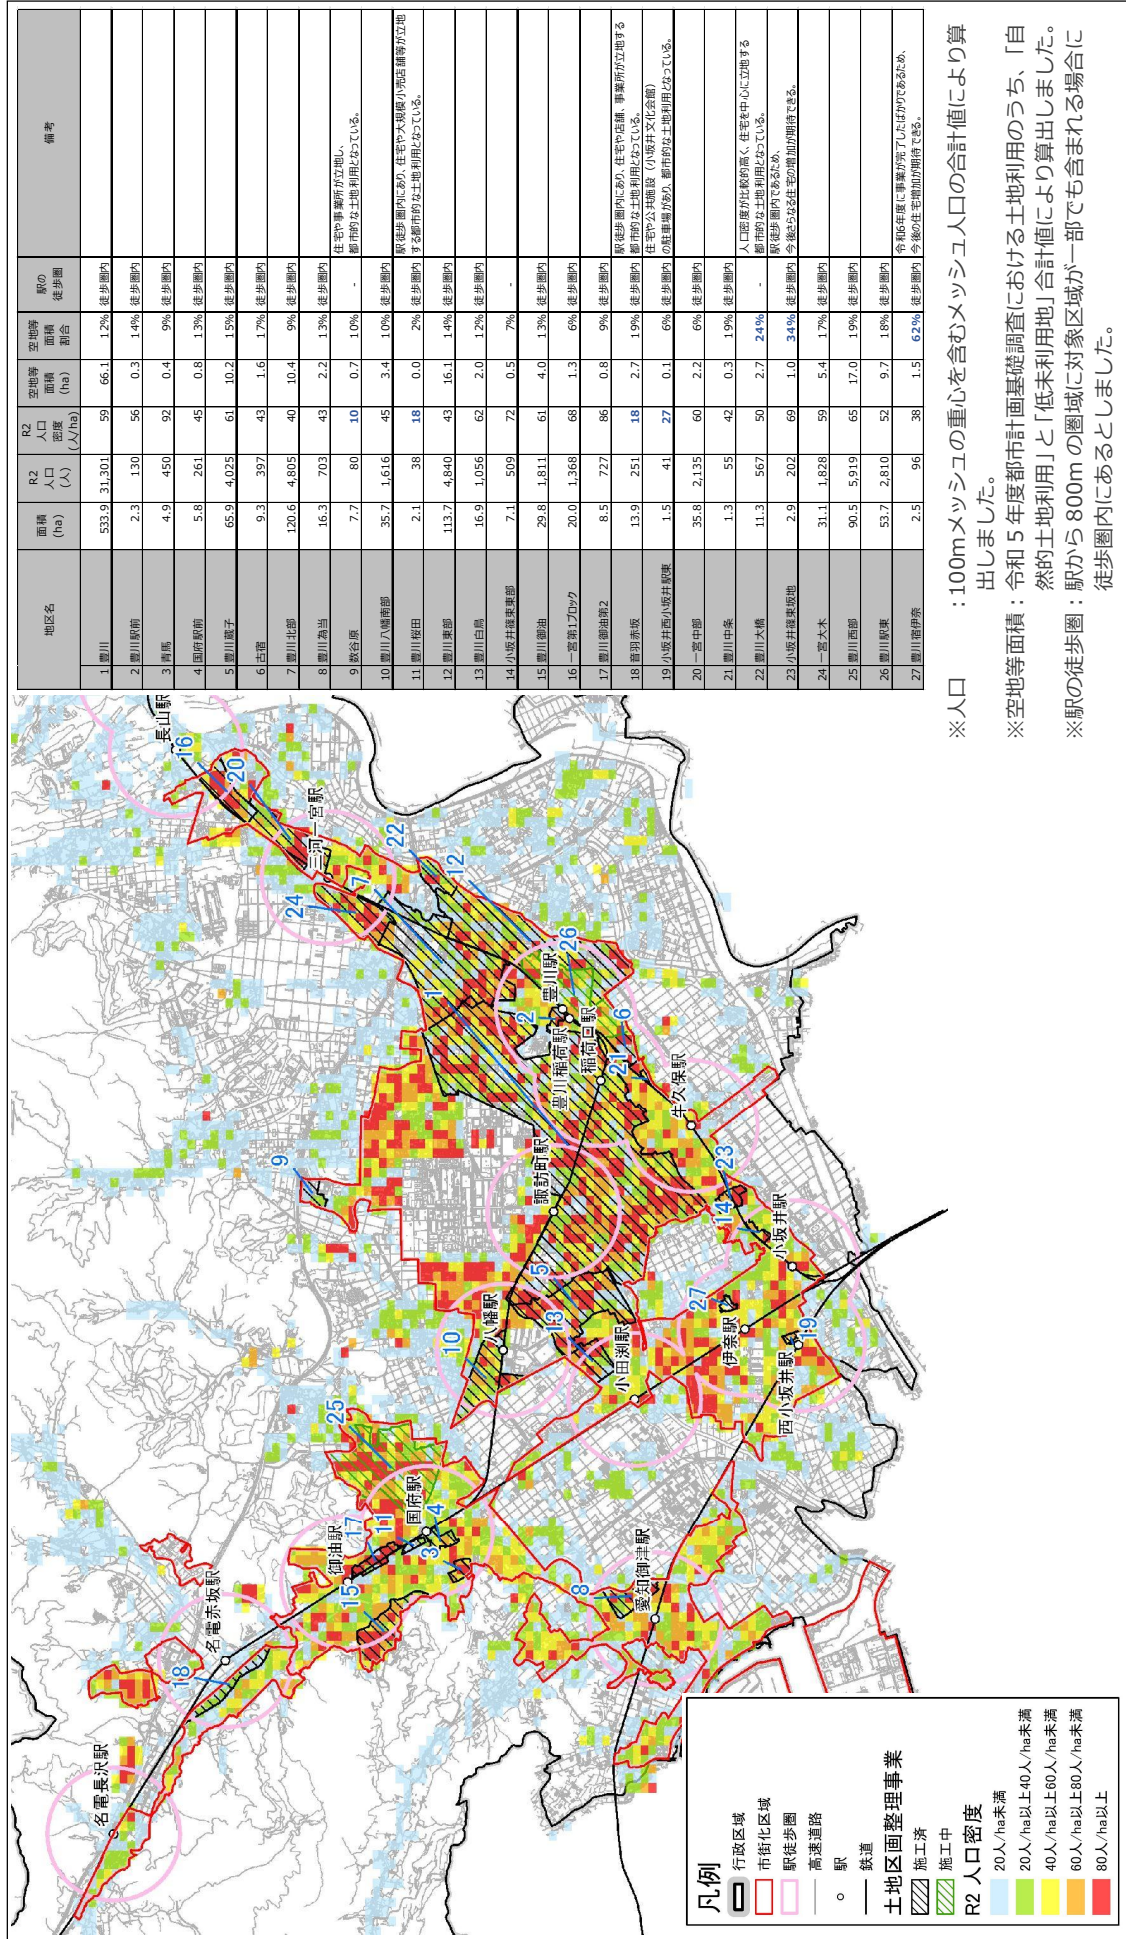 地区名 面積(ha) R2人口(人) R2人口密度(人/ha) 空地等面積(ha) 空地等面積割合 駅の徒歩圏 備考
1 豊川 533.9 31,301 59 66.1 12% 徒歩圏内
2 豊川駅前 2.3 130 56 0.3 14% 徒歩圏内
3 青馬 4.9 450 92 0.4 9% 徒歩圏内
4 国府駅前 5.8 261 45 0.8 13% 徒歩圏内
5 豊川蔵子 65.9 4,025 61 10.2 15% 徒歩圏内
6 古宿 9.3 397 43 1.6 17% 徒歩圏内
7 豊川北部 120.6 4,805 40 10.4 9% 徒歩圏内
8 豊川為当 16.3 703 43 2.2 13% 徒歩圏内
9 数谷原 7.7 80 10 0.7 10% - 住宅や事業所が立地し、都市的な土地利用となっている。
10 豊川八幡南部 35.7 1,616 45 3.4 10% 徒歩圏内
11 豊川桜田 2.1 38 18 0.0 2% 徒歩圏内 駅徒歩圏内にあり、住宅や大規模小売店舗等が立地する都市的な土地利用となっている。
12 豊川東部 113.7 4,840 43 16.1 14% 徒歩圏内
13 豊川白鳥 16.9 1,056 62 2.0 12% 徒歩圏内
14 小坂井篠束東部 7.1 509 72 0.5 7% -
15 豊川御油 29.8 1,811 61 4.0 13% 徒歩圏内
16 一宮第1ブロック 20.0 1,368 68 1.3 6% 徒歩圏内
17 豊川御油第2 8.5 727 86 0.8 9% 徒歩圏内
18 音羽赤坂 13.9 251 18 2.7 19% 徒歩圏内 駅徒歩圏内にあり、住宅や店舗、事業所が立地する都市的な土地利用となっている。
19 小坂井西小坂井駅東 1.5 41 27 0.1 6% 徒歩圏内 住宅や公共施設（小坂井文化会館）の駐車場があり、都市的な土地利用となっている。
20 一宮中部 35.8 2,135 60 2.2 6% 徒歩圏内
21 豊川中条 1.3 55 42 0.3 19% 徒歩圏内
22 豊川大橋 11.3 567 50 2.7 24% - 人口密度が比較的高く、住宅を中心に立地する都市的な土地利用となっている。
23 小坂井篠束坂地 2.9 202 69 1.0 34% 徒歩圏内 駅徒歩圏内であるため、今後さらなる住宅の増加が期待できる。
24 一宮大木 31.1 1,828 59 5.4 17% 徒歩圏内
25 豊川西部 90.5 5,919 65 17.0 19% 徒歩圏内
26 豊川駅東 53.7 2,810 52 9.7 18% 徒歩圏内
27 豊川宿伊奈 2.5 96 38 1.5 62% 徒歩圏内 令和6年度に事業が完了したばかりであるため、今後の住宅増加が期待できる。
※人口　　：100mメッシュの重心を含むメッシュ人口の合計値により算
出しました。
※空地等面積：令和５年度都市計画基礎調査における土地利用のうち、「自
然的土地利用」と「低未利用地」合計値により算出しました。
※駅の徒歩圏：駅から 800m の圏域に対象区域が一部でも含まれる場合に
徒歩圏内にあるとしました。
名電長沢駅
18
名電赤坂駅
15
御油駅
17
11
国府駅
3
4
25
8
愛知御津駅
10
八幡駅
5
13
小田渕駅
27
伊奈駅
西小坂井駅
19
9
諏訪町駅
14
23
小坂井駅
牛久保駅
21
6
稲荷口駅
豊川稲荷駅
豊川駅
2
26
1
7
12
22
24
三河一宮駅
20
16
長山駅
凡例
行政区域
市街化区域
駅徒歩圏
高速道路
駅
鉄道
土地区画整理事業
施工済
施工中
R2 人口密度
20人/ha未満
20人/ha以上40人/ha未満
40人/ha以上60人/ha未満
60人/ha以上80人/ha未満
80人/ha以上